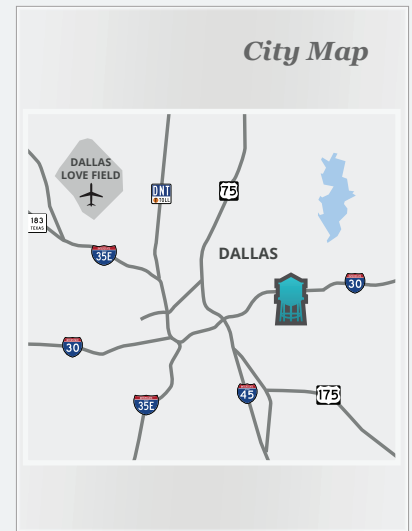 City Map
DALLAS
LOVE FIELD
DNT
TOLL
75
183
TEXAS
35E
DALLAS
30
30
35E
45
175